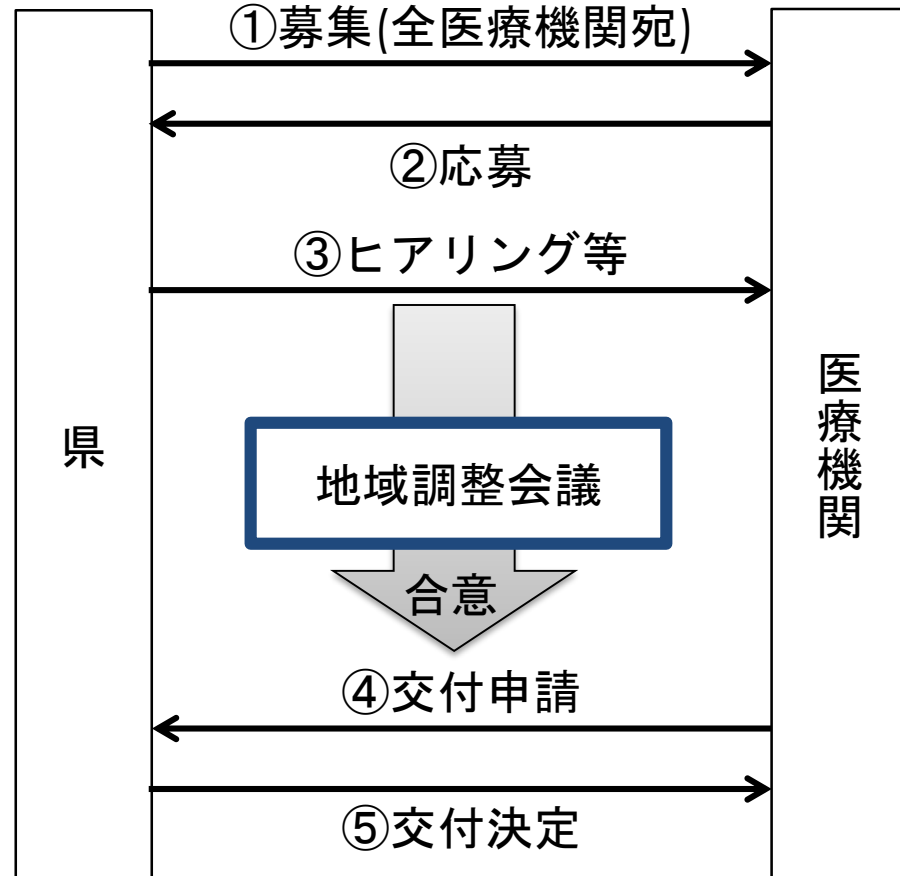 ①募集(全医療機関宛)
②応募
③ヒアリング等
県
医療機関
地域調整会議
合意
④交付申請
⑤交付決定